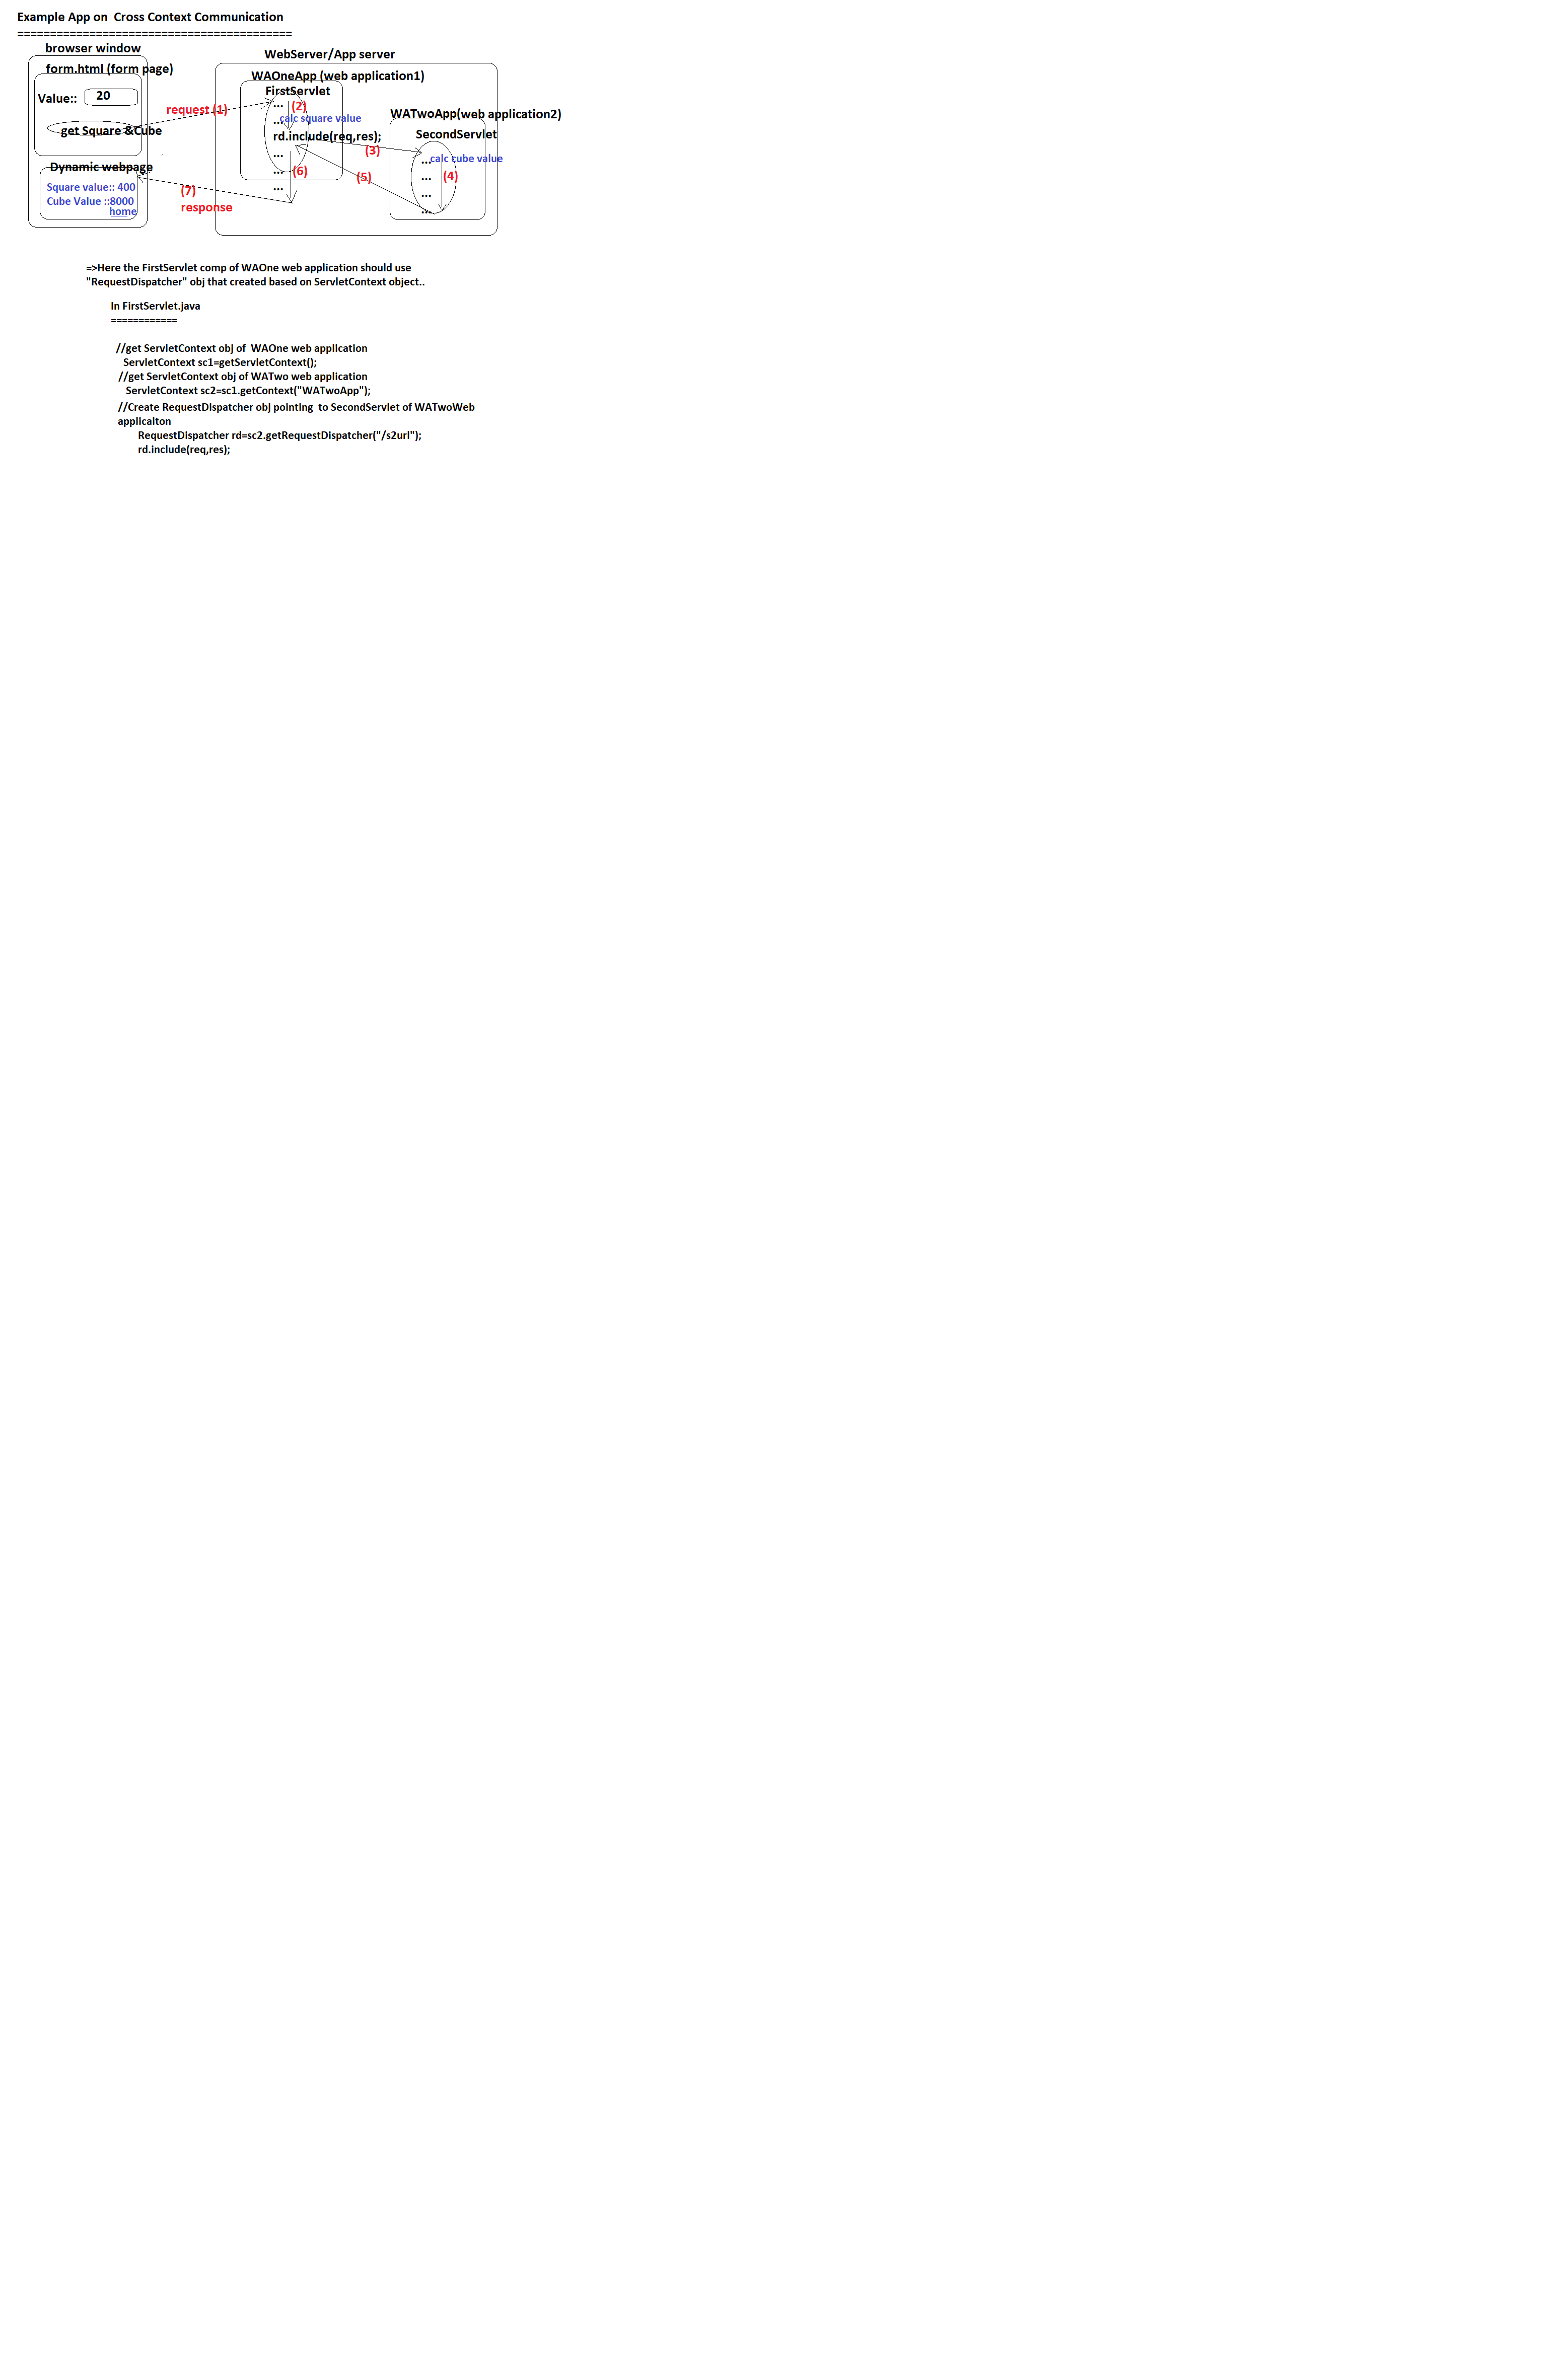 Example App on  Cross Context Communication
==========================================
browser window
form.html (form page)
Value::
20
get Square &Cube
Dynamic webpage
Square value:: 400
Cube Value ::8000
home
request (1)
(7)
response
WebServer/App server
WAOneApp (web application1)
FirstServlet
...
(2)
...
calc square value
rd.include(req,res);
(3)
...
...
(6)
...
(5)
WATwoApp(web application2)
SecondServlet
...
calc cube value
...
(4)
...
...
=>Here the FirstServlet comp of WAOne web application should use
"RequestDispatcher" obj that created based on ServletContext object..
In FirstServlet.java
============
//get ServletContext obj of  WAOne web application
ServletContext sc1=getServletContext();
//get ServletContext obj of WATwo web application
ServletContext sc2=sc1.getContext("WATwoApp");
//Create RequestDispatcher obj pointing  to SecondServlet of WATwoWeb
applicaiton
RequestDispatcher rd=sc2.getRequestDispatcher("/s2url");
rd.include(req,res);